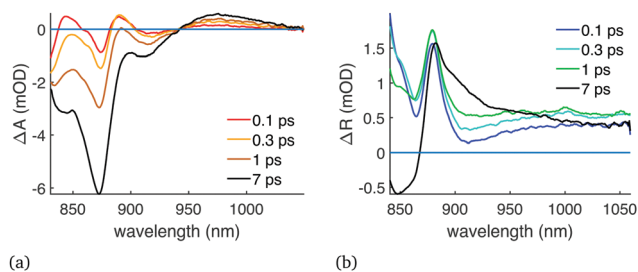 0
-2
-4
-6
ΔA (mOD)
0.1 ps
0.3 ps
1 ps
7 ps
850 900 950 1000
wavelength (nm)
(a)
1.5
1
0.5
0
-0.5
ΔR (mOD)
0.1 ps
0.3 ps
1 ps
7 ps
850 900 950 1000 1050
wavelength (nm)
(b)